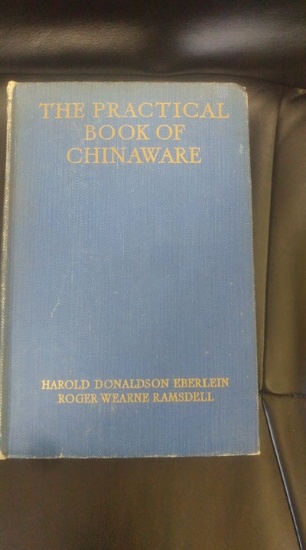 THE PRACTICAL
BOOK OF
CHINAWARE
HAROLD DONALDSON EBERLEIN
ROGER WEARNE RAMSDELL